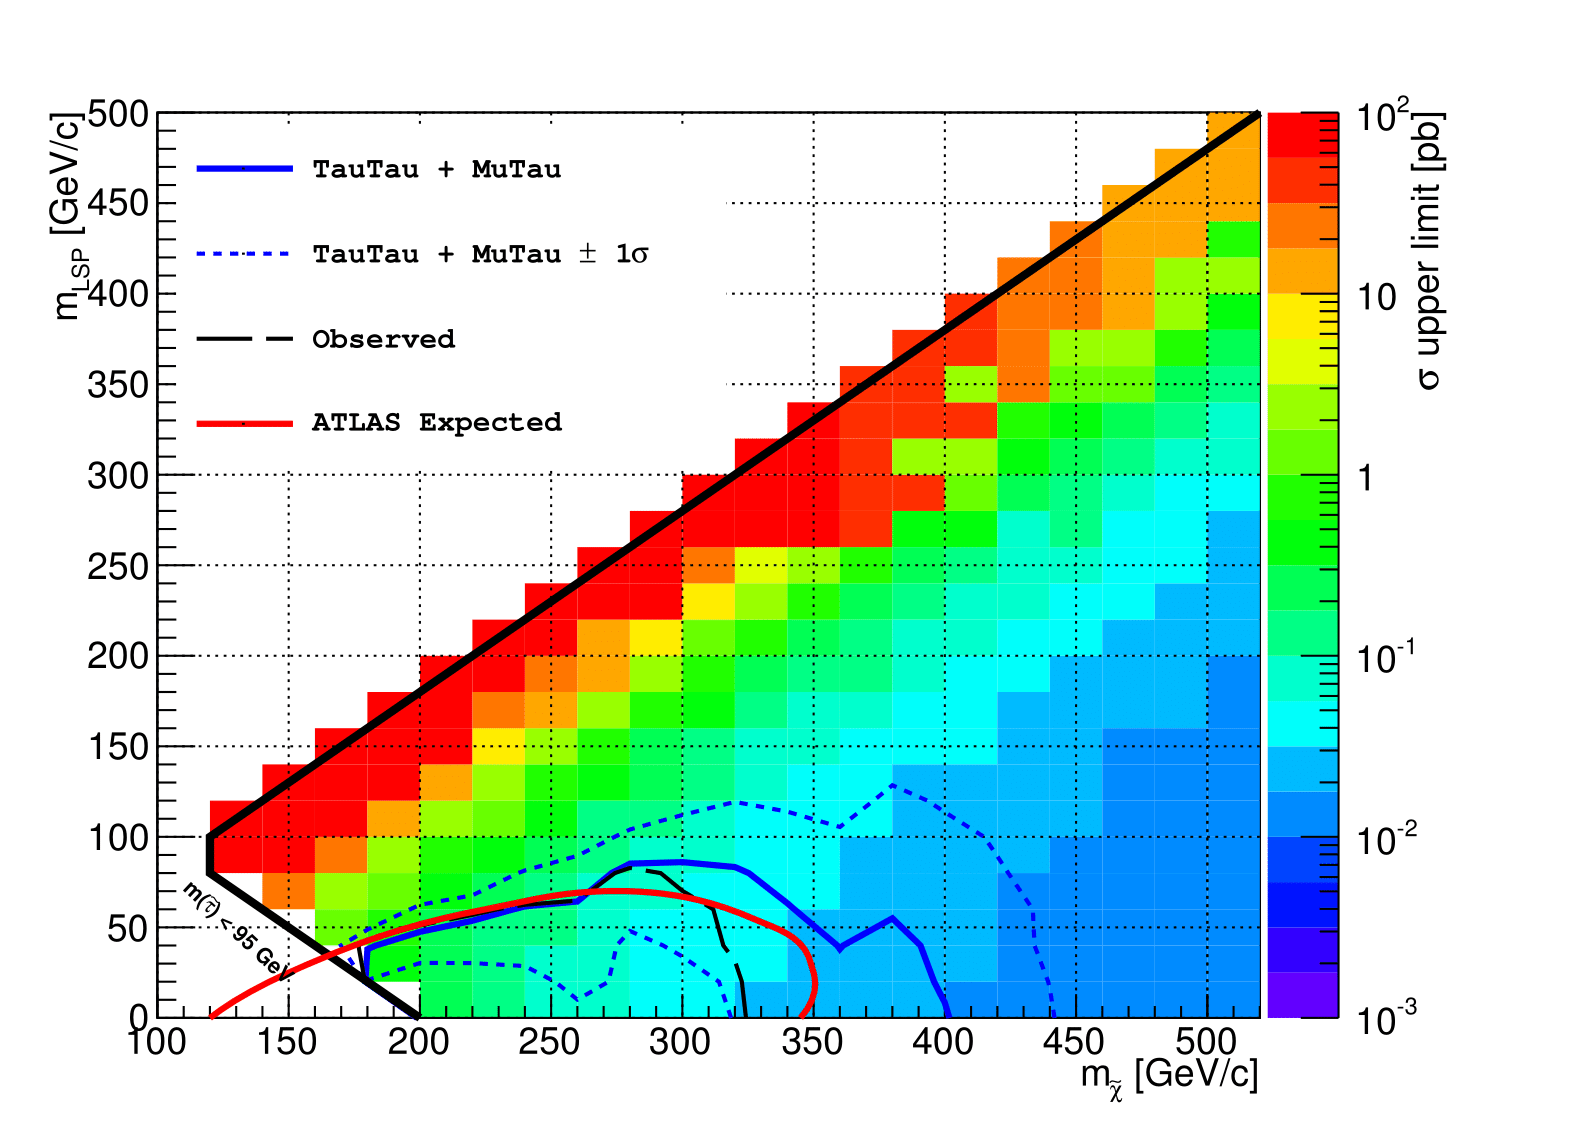 m_LSP [GeV/c]
500
450
400
350
300
250
200
150
100
50
0
TauTau + MuTau
TauTau + MuTau ± 1σ
Observed
ATLAS Expected
m(τ̃) < 95 GeV
100 150 200 250 300 350 400 450 500
m_χ̃ [GeV/c]
σ upper limit [pb]
10^2
10
1
10^-1
10^-2
10^-3